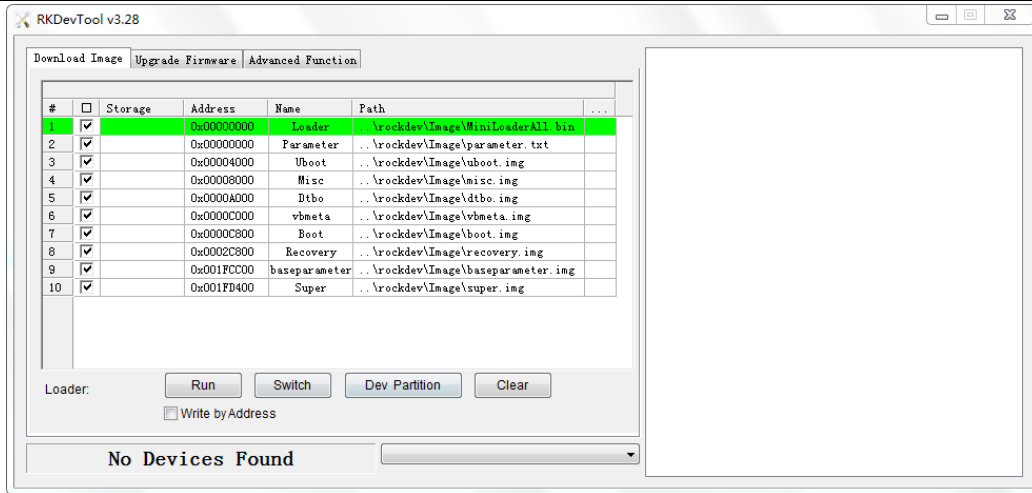 RKDevTool v3.28
Download Image Upgrade Firmware Advanced Function
# Storage Address Name Path ...
1 0x00000000 Loader ..\rockdev\Image\MiniLoaderAll.bin
2 0x00000000 Parameter ..\rockdev\Image\parameter.txt
3 0x00004000 Uboot ..\rockdev\Image\uboot.img
4 0x00008000 Misc ..\rockdev\Image\misc.img
5 0x0000A000 Dtbo ..\rockdev\Image\dtbo.img
6 0x0000C000 vbmeta ..\rockdev\Image\vbmeta.img
7 0x0000C800 Boot ..\rockdev\Image\boot.img
8 0x0002C800 Recovery ..\rockdev\Image\recovery.img
9 0x001FCC00 baseparameter ..\rockdev\Image\baseparameter.img
10 0x001FD400 Super ..\rockdev\Image\super.img
Loader: Run Switch Dev Partition Clear
Write by Address
No Devices Found